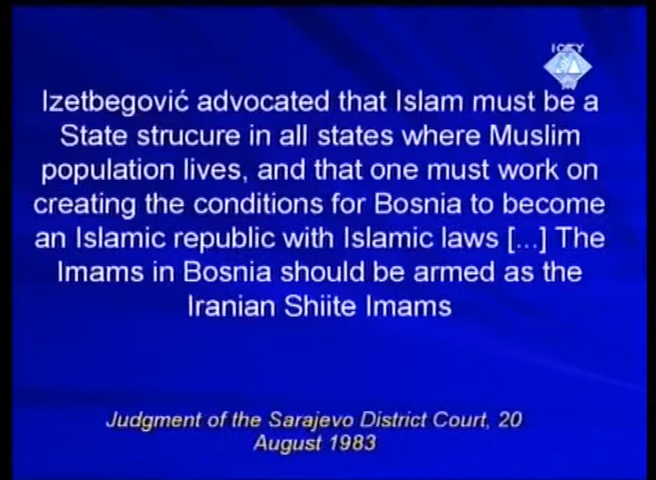 ICTY
Izetbegović advocated that Islam must be a
State strucure in all states where Muslim
population lives, and that one must work on
creating the conditions for Bosnia to become
an Islamic republic with Islamic laws [...] The
Imams in Bosnia should be armed as the
Iranian Shiite Imams
Judgment of the Sarajevo District Court, 20
August 1983